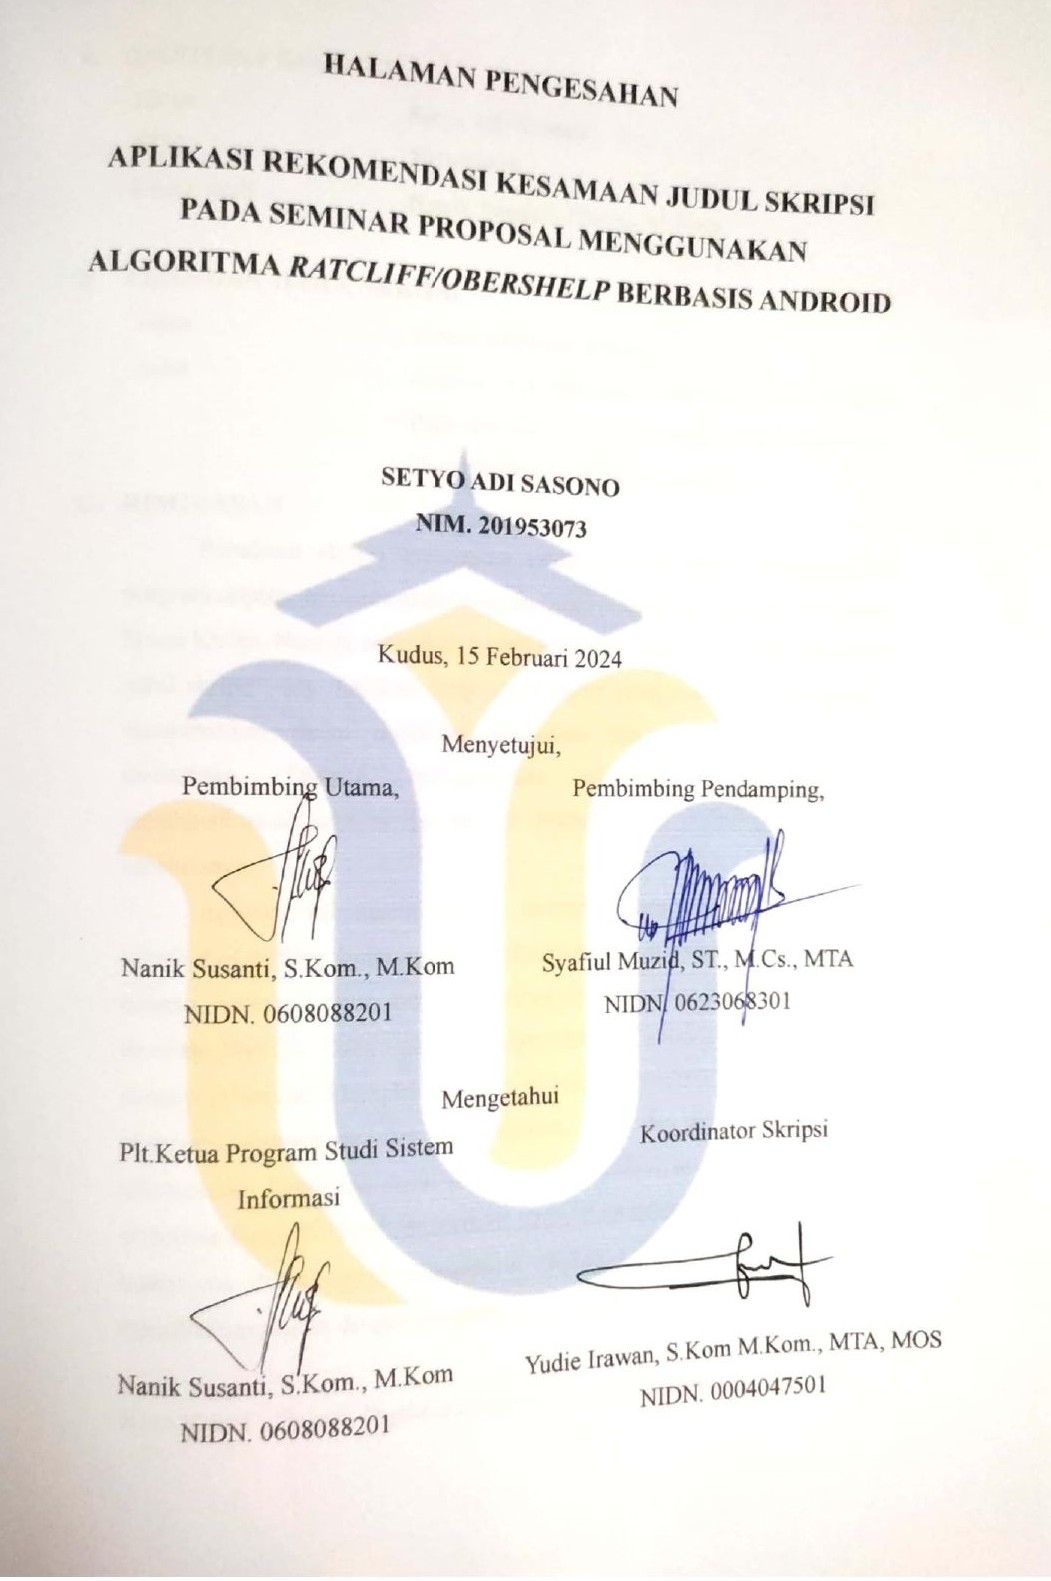 HALAMAN PENGESAHAN
APLIKASI REKOMENDASI KESAMAAN JUDUL SKRIPSI
PADA SEMINAR PROPOSAL MENGGUNAKAN
ALGORITMA RATCLIFF/OBERSHELP BERBASIS ANDROID
SETYO ADI SASONO
NIM. 201953073
Kudus, 15 Februari 2024
Menyetujui,
Pembimbing Utama,
Nanik Susanti, S.Kom., M.Kom
NIDN. 0608088201
Pembimbing Pendamping,
Syafiul Muzid, ST., M.Cs., MTA
NIDN. 0623068301
Mengetahui
Plt.Ketua Program Studi Sistem
Informasi
Nanik Susanti, S.Kom., M.Kom
NIDN. 0608088201
Koordinator Skripsi
Yudie Irawan, S.Kom M.Kom., MTA, MOS
NIDN. 0004047501